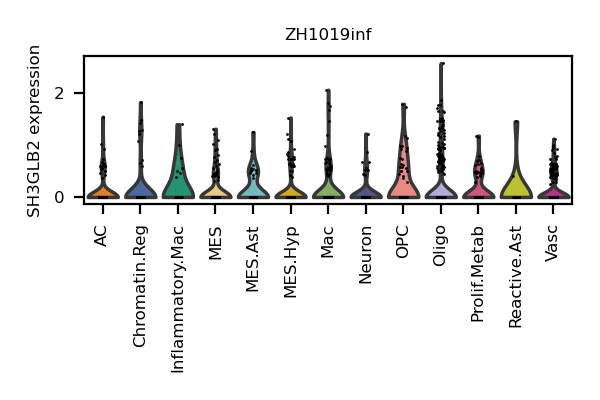 ZH1019inf
SH3GLB2 expression
2
0
AC
Chromatin.Reg
Inflammatory.Mac
MES
MES.Ast
MES.Hyp
Mac
Neuron
OPC
Oligo
Prolif.Metab
Reactive.Ast
Vasc